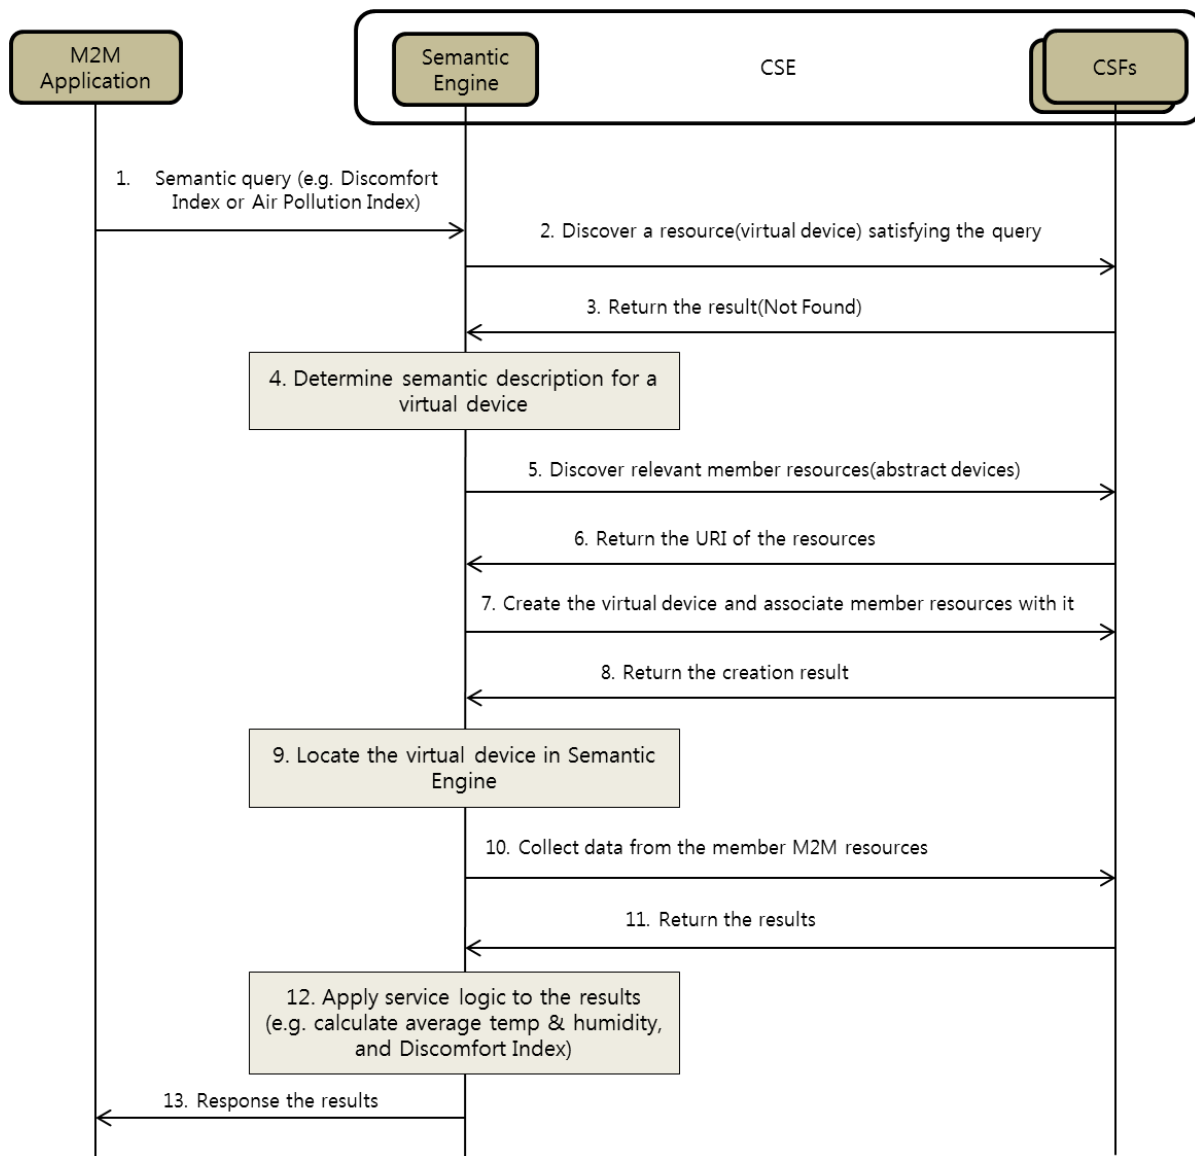 M2M
Application
Semantic
Engine
CSE
CSFs
1. Semantic query (e.g. Discomfort
Index or Air Pollution Index)
2. Discover a resource(virtual device) satisfying the query
3. Return the result(Not Found)
4. Determine semantic description for a
virtual device
5. Discover relevant member resources(abstract devices)
6. Return the URI of the resources
7. Create the virtual device and associate member resources with it
8. Return the creation result
9. Locate the virtual device in Semantic
Engine
10. Collect data from the member M2M resources
11. Return the results
12. Apply service logic to the results
(e.g. calculate average temp & humidity,
and Discomfort Index)
13. Response the results